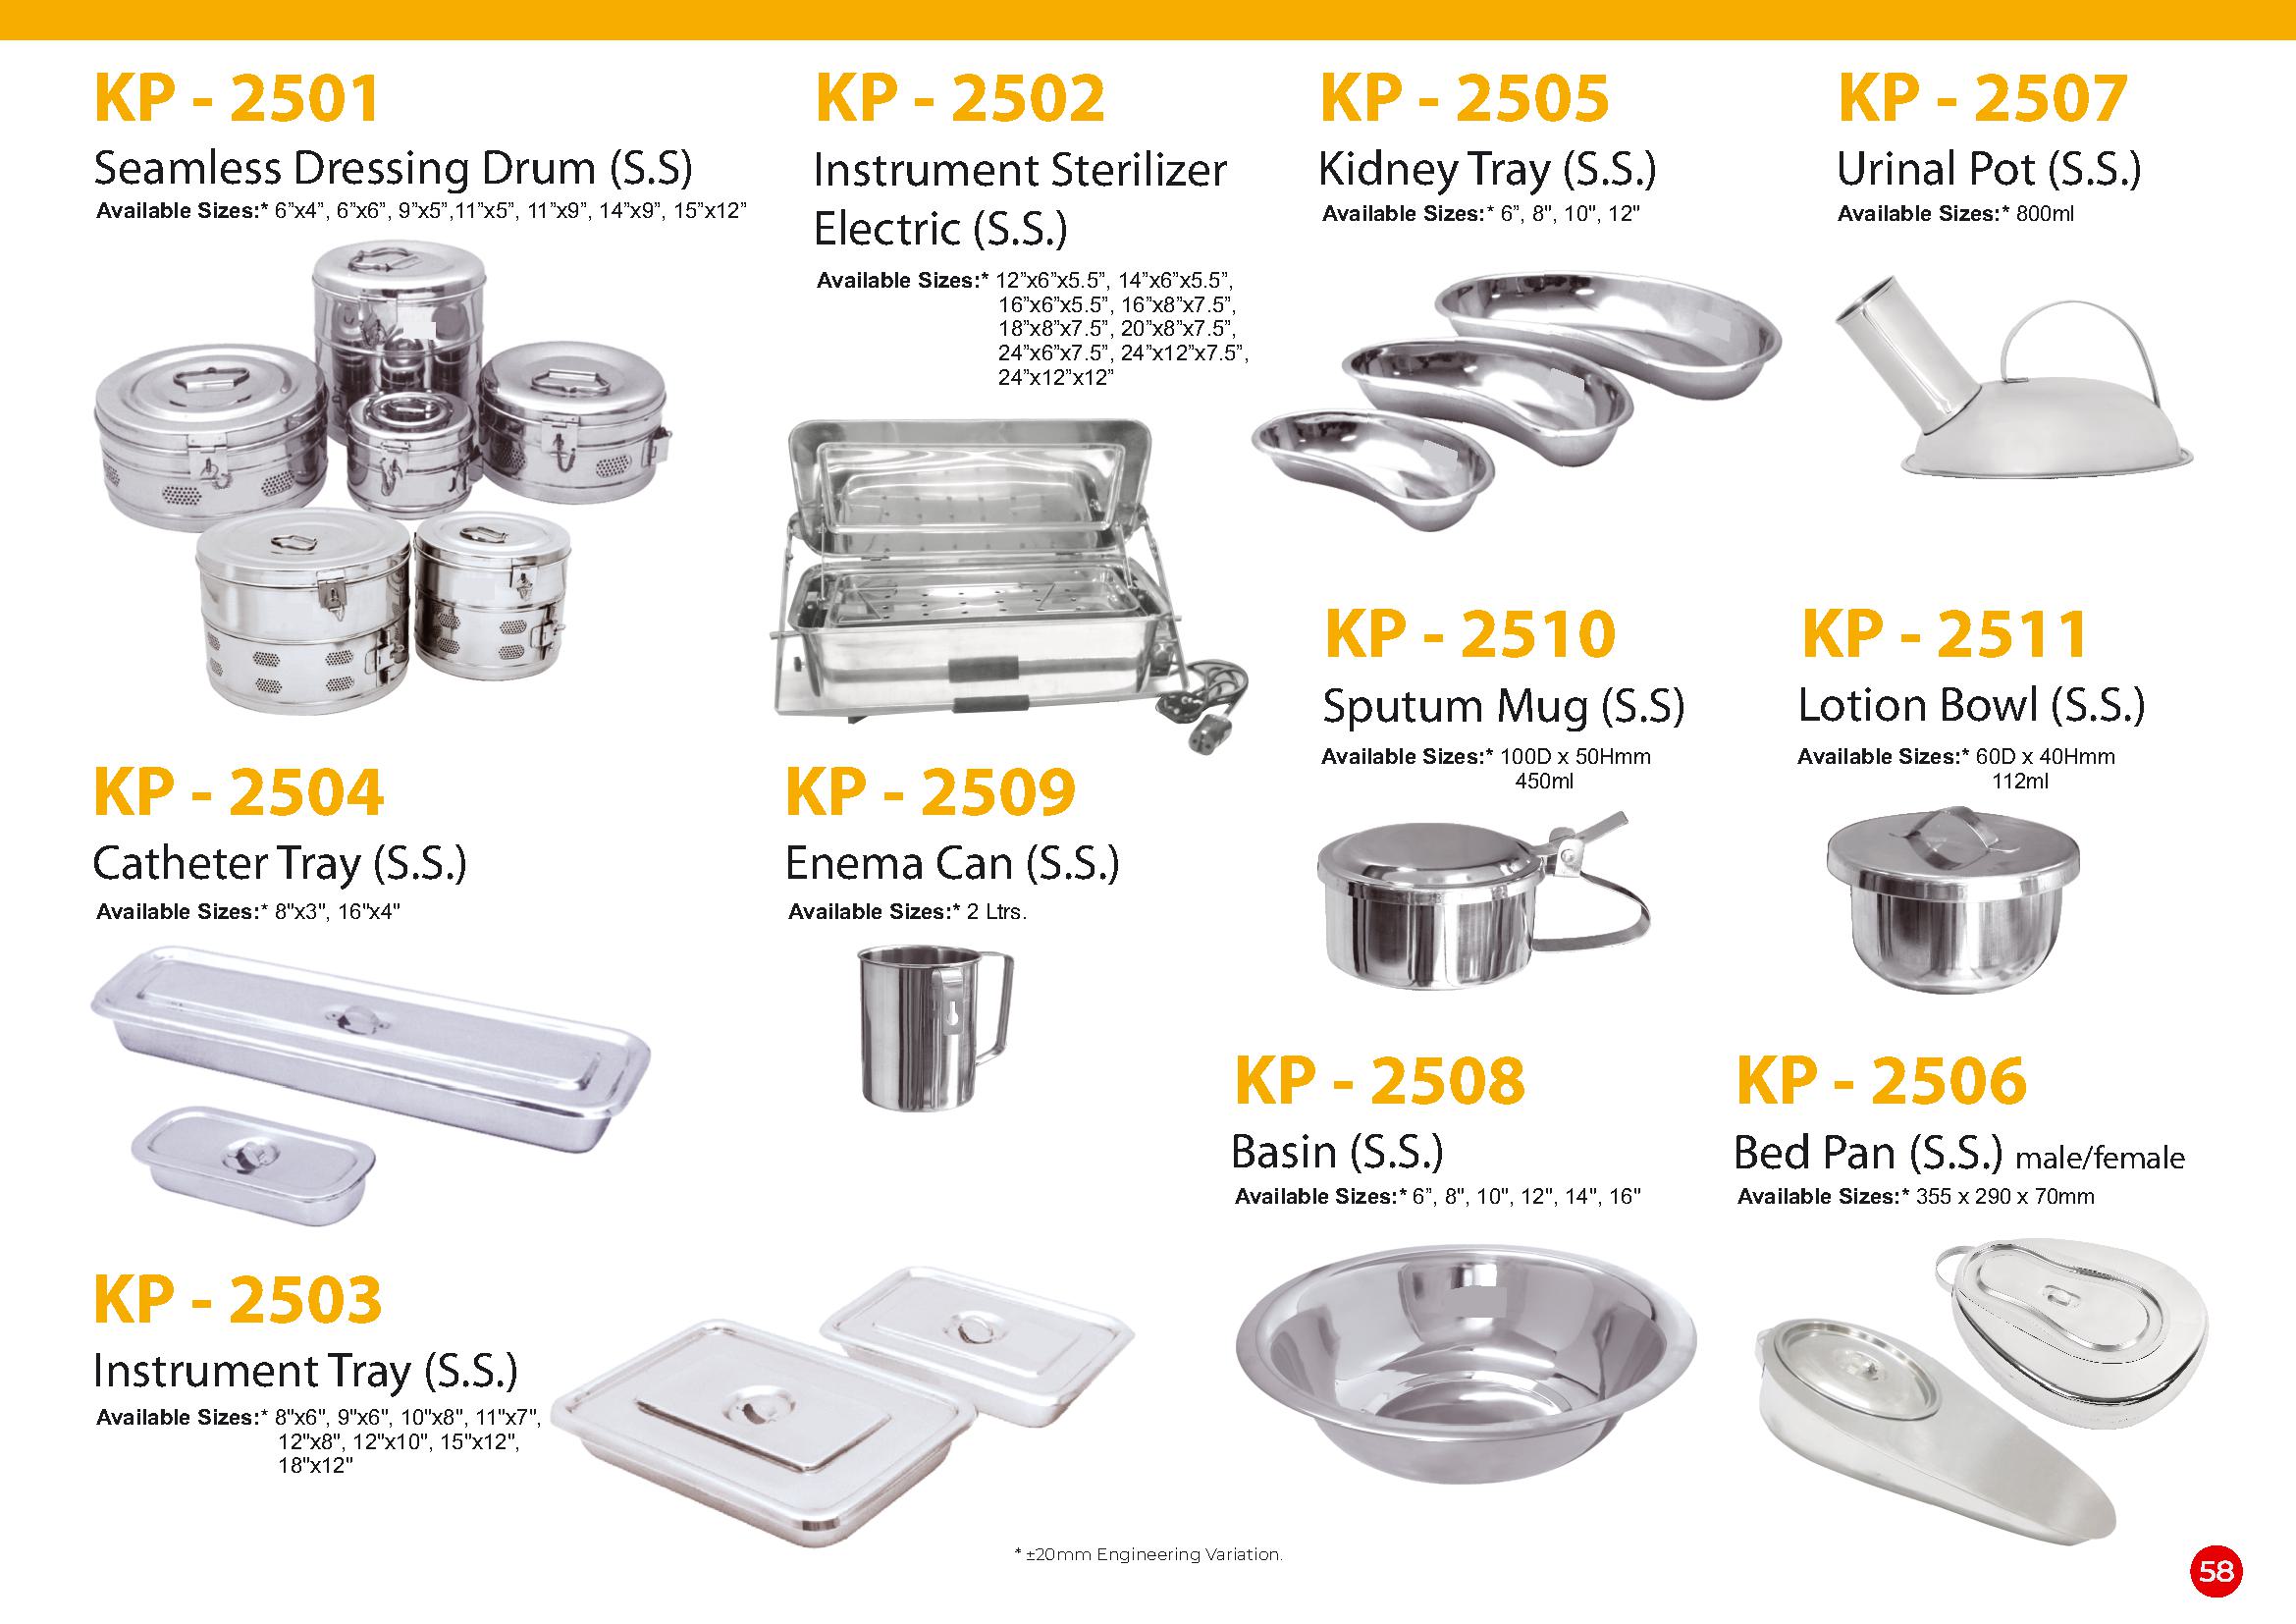 KP - 2501
Seamless Dressing Drum (S.S)
Available Sizes:* 6”x4”, 6”x6”, 9”x5”,11”x5”, 11”x9”, 14”x9”, 15”x12”
KP - 2502
Instrument Sterilizer
Electric (S.S.)
Available Sizes:* 12”x6”x5.5”, 14”x6”x5.5”,
16”x6”x5.5”, 16”x8”x7.5”,
18”x8”x7.5”, 20”x8”x7.5”,
24”x6”x7.5”, 24”x12”x7.5”,
24”x12”x12”
KP - 2505
Kidney Tray (S.S.)
Available Sizes:* 6”, 8", 10", 12"
KP - 2507
Urinal Pot (S.S.)
Available Sizes:* 800ml
KP - 2510
Sputum Mug (S.S)
Available Sizes:* 100D x 50Hmm
450ml
KP - 2511
Lotion Bowl (S.S.)
Available Sizes:* 60D x 40Hmm
112ml
KP - 2504
Catheter Tray (S.S.)
Available Sizes:* 8"x3", 16"x4"
KP - 2509
Enema Can (S.S.)
Available Sizes:* 2 Ltrs.
KP - 2508
Basin (S.S.)
Available Sizes:* 6”, 8", 10", 12", 14", 16"
KP - 2506
Bed Pan (S.S.) male/female
Available Sizes:* 355 x 290 x 70mm
KP - 2503
Instrument Tray (S.S.)
Available Sizes:* 8"x6", 9"x6", 10"x8", 11"x7",
12"x8", 12"x10", 15"x12",
18"x12"
* ±20mm Engineering Variation.
58